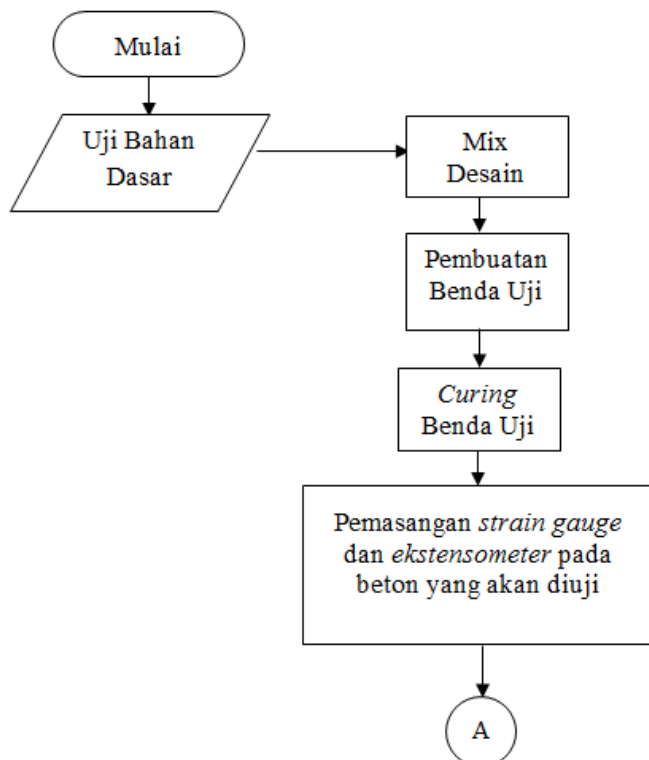 Mulai
Uji Bahan
Dasar
Mix
Desain
Pembuatan
Benda Uji
Curing
Benda Uji
Pemasangan strain gauge
dan ekstensometer pada
beton yang akan diuji
A